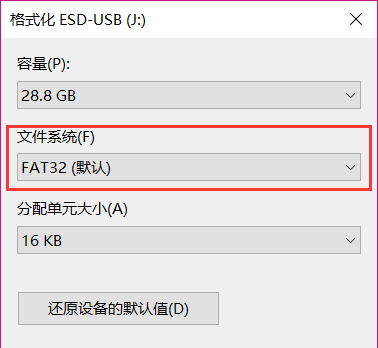 格式化 ESD-USB (J:)
容量(P):
28.8 GB
文件系统(F)
FAT32 (默认)
分配单元大小(A)
16 KB
还原设备的默认值(D)